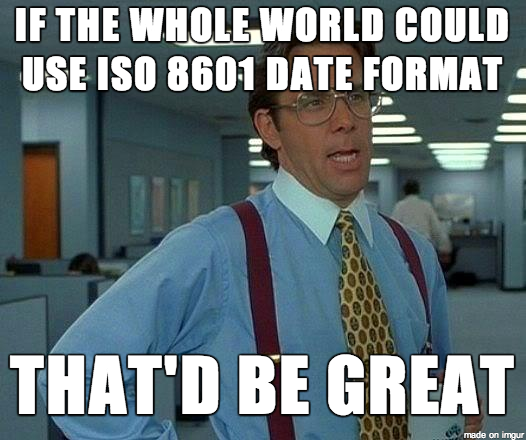 IF THE WHOLE WORLD COULD
USE ISO 8601 DATE FORMAT
THAT'D BE GREAT
made on imgur